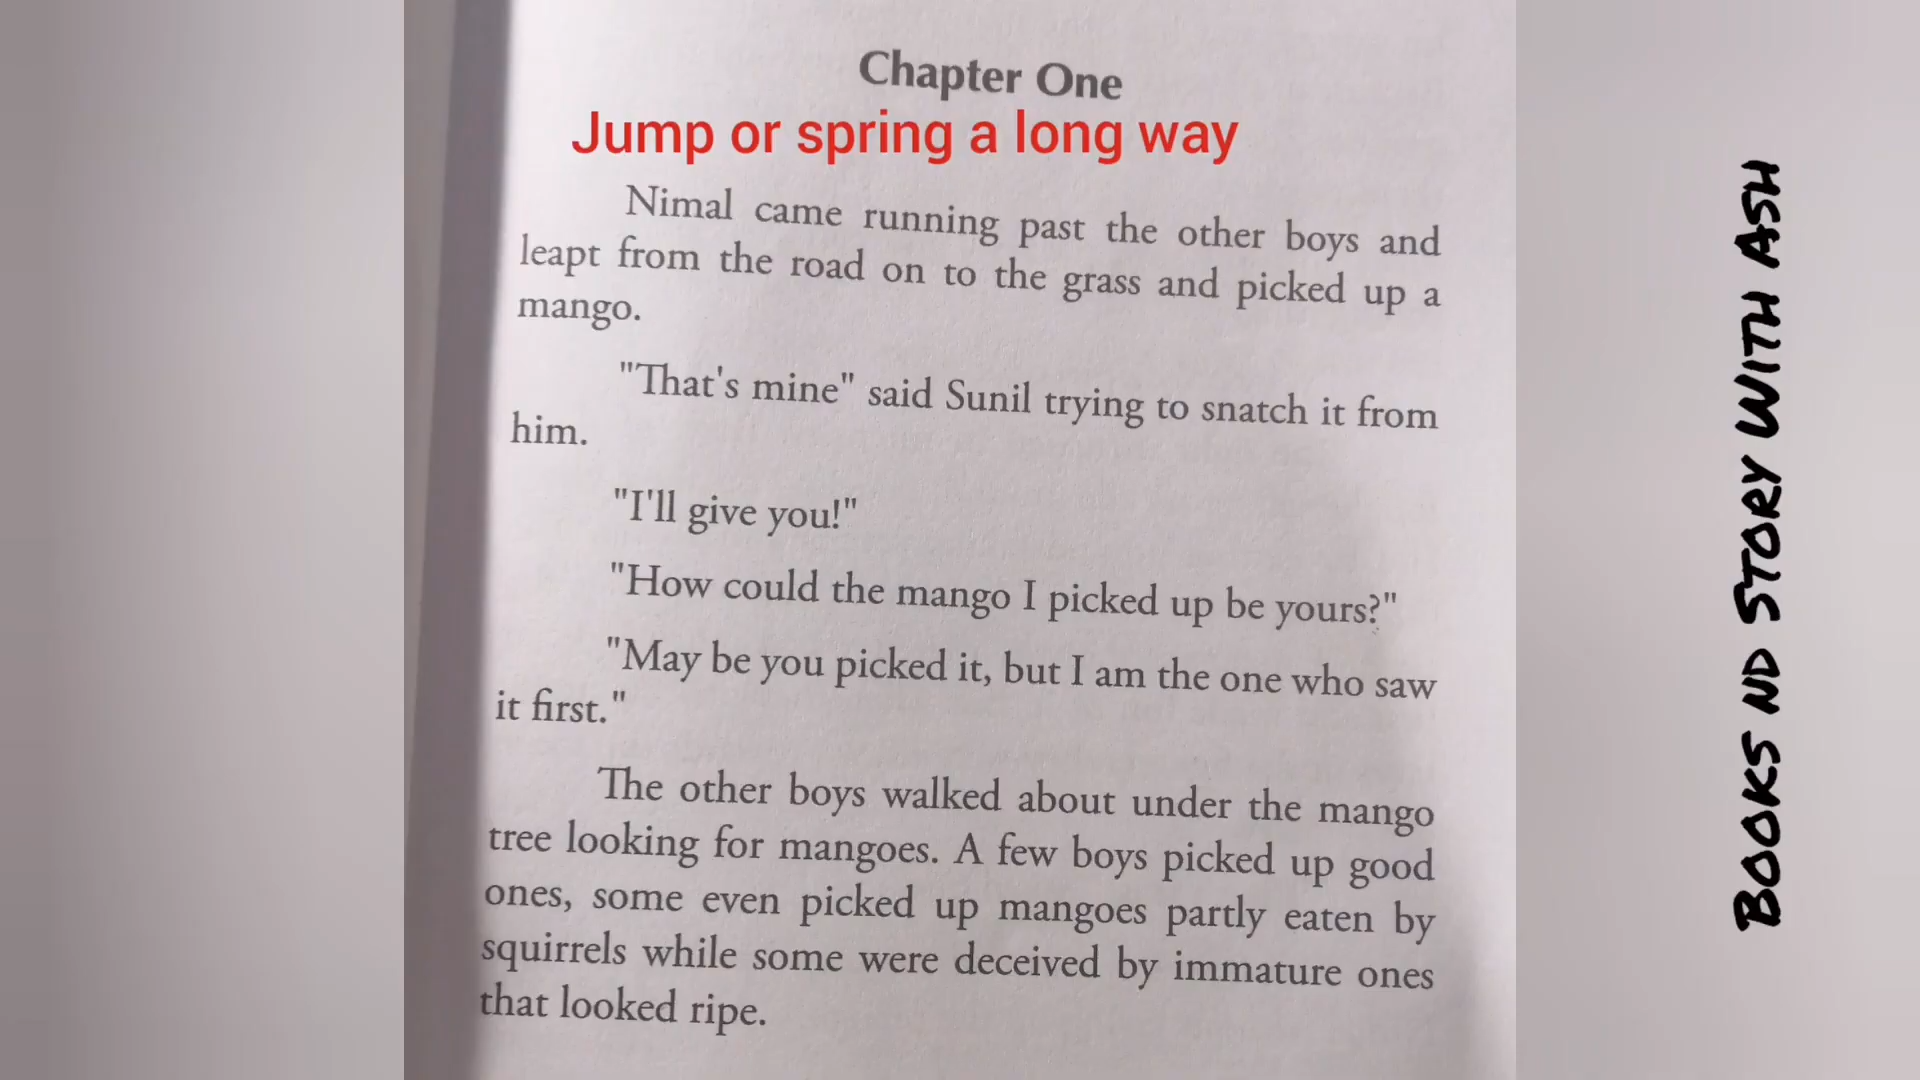 Chapter One
Jump or spring a long way
Nimal came running past the other boys and
leapt from the road on to the grass and picked up a
mango.
"That's mine" said Sunil trying to snatch it from
him.
"I'll give you!"
"How could the mango I picked up be yours?"
"May be you picked it, but I am the one who saw
it first."
The other boys walked about under the mango
tree looking for mangoes. A few boys picked up good
ones, some even picked up mangoes partly eaten by
squirrels while some were deceived by immature ones
that looked ripe.
BOOKS ND STORY WITH ASH